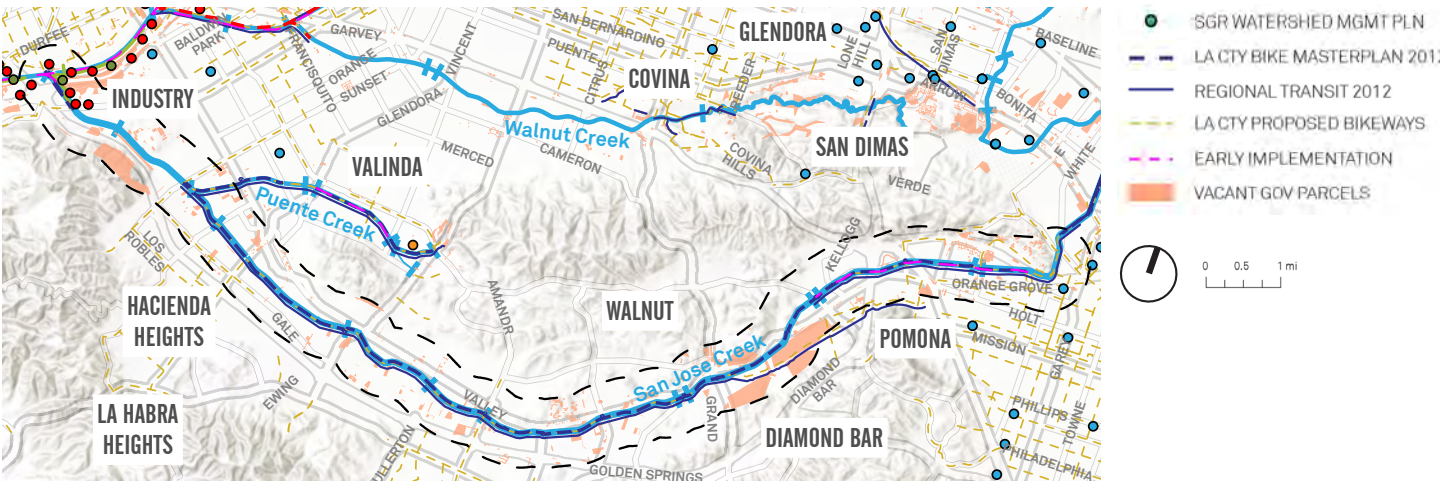 DURFEE
BALDWIN
PARK
GARVEY
FRANCISQUITO
ORANGE
SUNSET
GLENDORA
VINCENT
SAN BERNARDINO
PUENTE
CITRUS
COVINA
REEDER
GLENDORA
LONE
HILL
SAN
DIMAS
ARROW
BASELINE
BONITA
E
WHITE
INDUSTRY
VALINDA
MERCED
CAMERON
Walnut Creek
COVINA
HILLS
SAN DIMAS
VERDE
Puente Creek
LOS
ROBLES
HACIENDA
HEIGHTS
GALE
AMANDR
WALNUT
KELLOGG
ORANGE GROVE
HOLT
MISSION
GAREY
POMONA
San Jose Creek
LA HABRA
HEIGHTS
EWING
VALLEY
GRAND
DIAMOND
BAR
DIAMOND BAR
PHILLIPS
TOWNE
PHILADELPHIA
ULLERTON
GOLDEN SPRINGS
SGR WATERSHED MGMT PLN
LA CTY BIKE MASTERPLAN 2012
REGIONAL TRANSIT 2012
LA CTY PROPOSED BIKEWAYS
EARLY IMPLEMENTATION
VACANT GOV PARCELS
0 0.5 1 mi